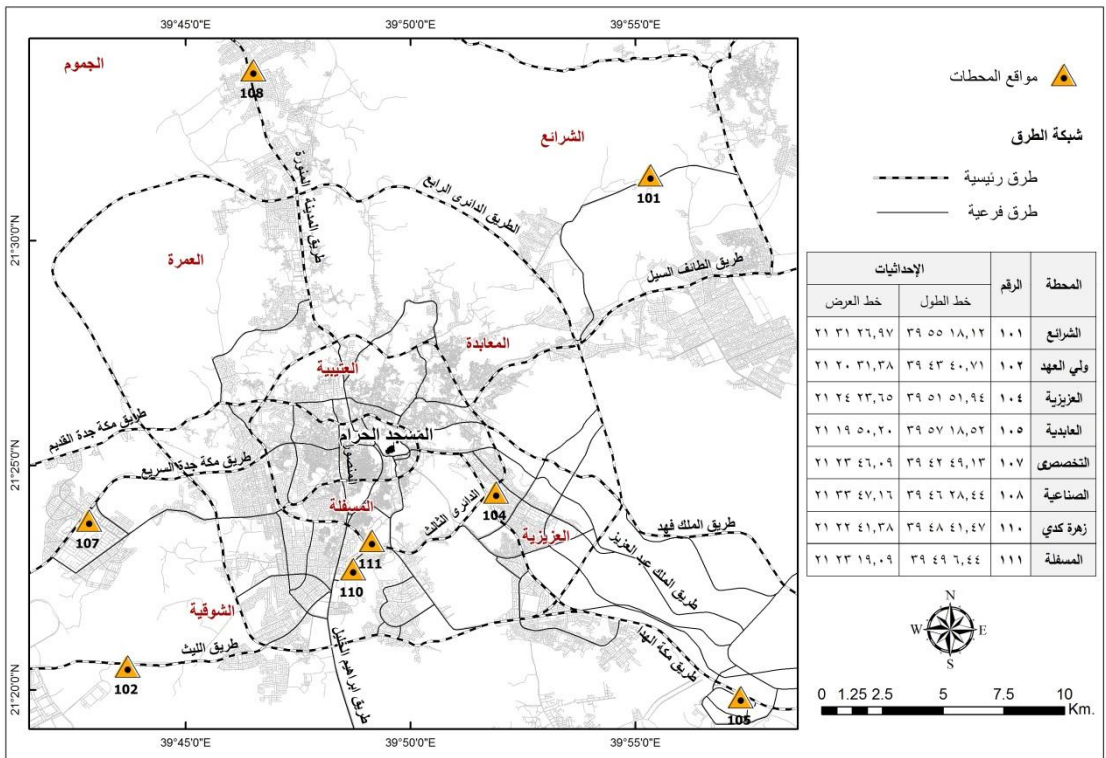 39°45'0"E
39°50'0"E
39°55'0"E
الجموم
108
الشرائع
101
طريق المدينة المنورة
الطريق الدائرى الرابع
21°30'0"N
العمرة
طريق الطائف السيل
المعابدة
العتيبية
طريق مكة جدة القديم
المسجد الحرام
21°25'0"N
طريق مكة جدة السريع
المنصور
المسفلة
104
الدائرى الثالث
107
العزيزية
طريق الملك فهد
111
110
طريق الملك عبد العزيز
الشوقية
طريق الليث
طريق مكة الهدا
طريق ابراهيم الخليل
21°20'0"N
102
105
39°45'0"E
39°50'0"E
39°55'0"E
مواقع المحطات
شبكة الطرق
طرق رئيسية
طرق فرعية
المحطة الرقم الإحداثيات
خط الطول خط العرض
الشرائع ١٠١ ٣٩ ٥٥ ١٨,١٢ ٢١ ٣١ ٢٦,٩٧
ولي العهد ١٠٢ ٣٩ ٤٣ ٤٠,٧١ ٢١ ٢٠ ٣١,٣٨
العزيزية ١٠٤ ٣٩ ٥١ ٥١,٩٤ ٢١ ٢٤ ٢٣,٦٥
العابدية ١٠٥ ٣٩ ٥٧ ١٨,٥٢ ٢١ ١٩ ٥٠,٢٠
التخصصى ١٠٧ ٣٩ ٤٢ ٤٩,١٣ ٢١ ٢٣ ٤٦,٠٩
الصناعية ١٠٨ ٣٩ ٤٦ ٢٨,٤٤ ٢١ ٣٣ ٤٧,١٦
زهرة كدي ١١٠ ٣٩ ٤٨ ٤١,٤٧ ٢١ ٢٢ ٤١,٣٨
المسفلة ١١١ ٣٩ ٤٩ ٦,٤٤ ٢١ ٢٣ ١٩,٠٩
N
W E
S
0 1.25 2.5 5 7.5 10
Km.